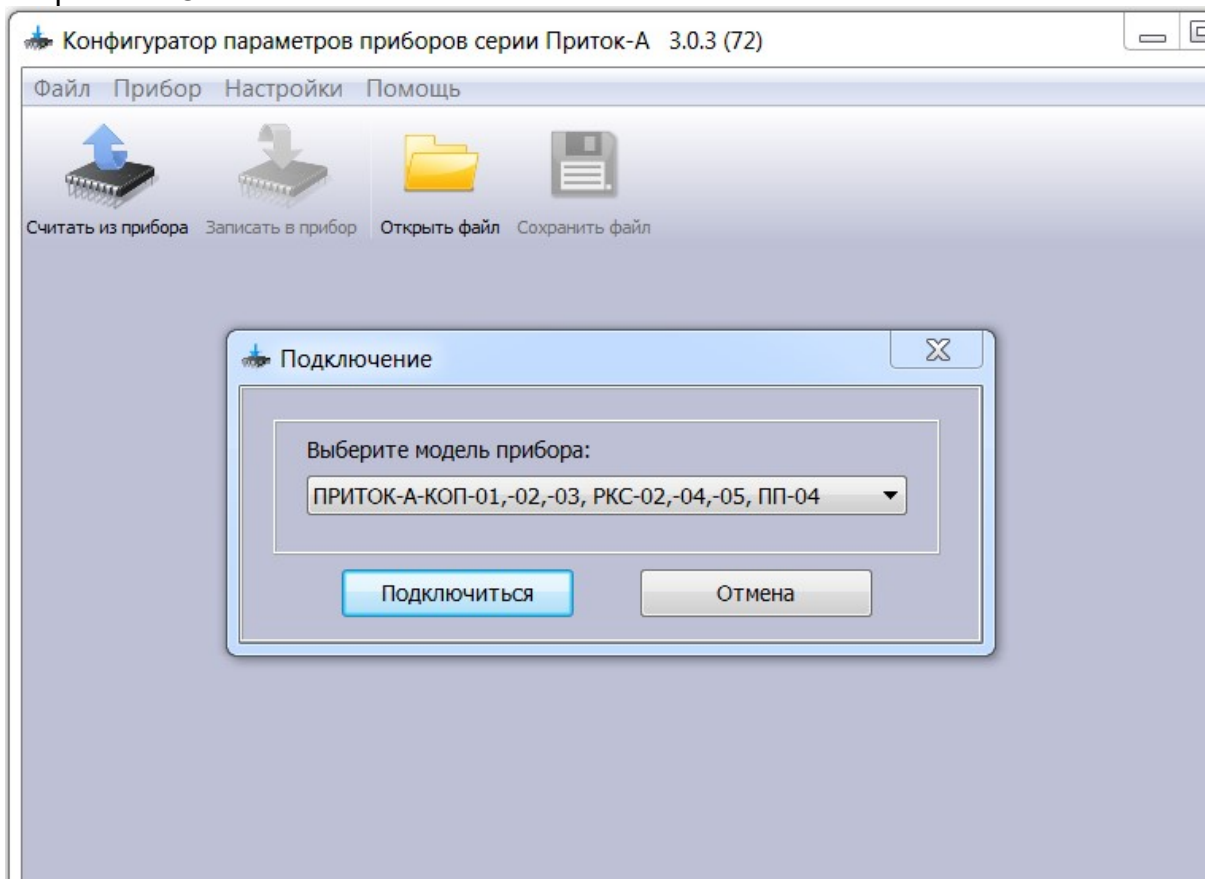 Конфигуратор параметров приборов серии Приток-А 3.0.3 (72)
Файл Прибор Настройки Помощь
Считать из прибора Записать в прибор Открыть файл Сохранить файл
Подключение
Выберите модель прибора:
ПРИТОК-А-КОП-01,-02,-03, РКС-02,-04,-05, ПП-04
Подключиться Отмена